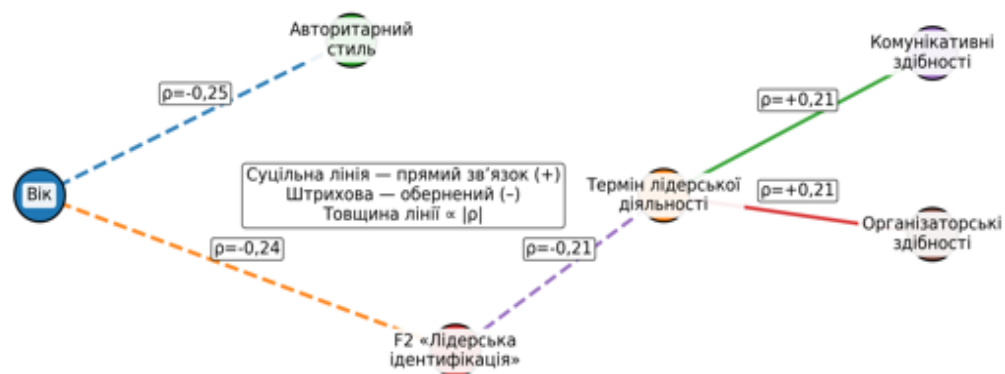 Авторитарний
стиль
Комунікативні
здібності
ρ=-0,25
ρ=+0,21
Вік
Суцільна лінія — прямий зв’язок (+)
Штрихова — обернений (–)
Товщина лінії ∝ |ρ|
Термін лідерської
діяльності
ρ=+0,21
Організаторські
здібності
ρ=-0,24
ρ=-0,21
F2 «Лідерська
ідентифікація»